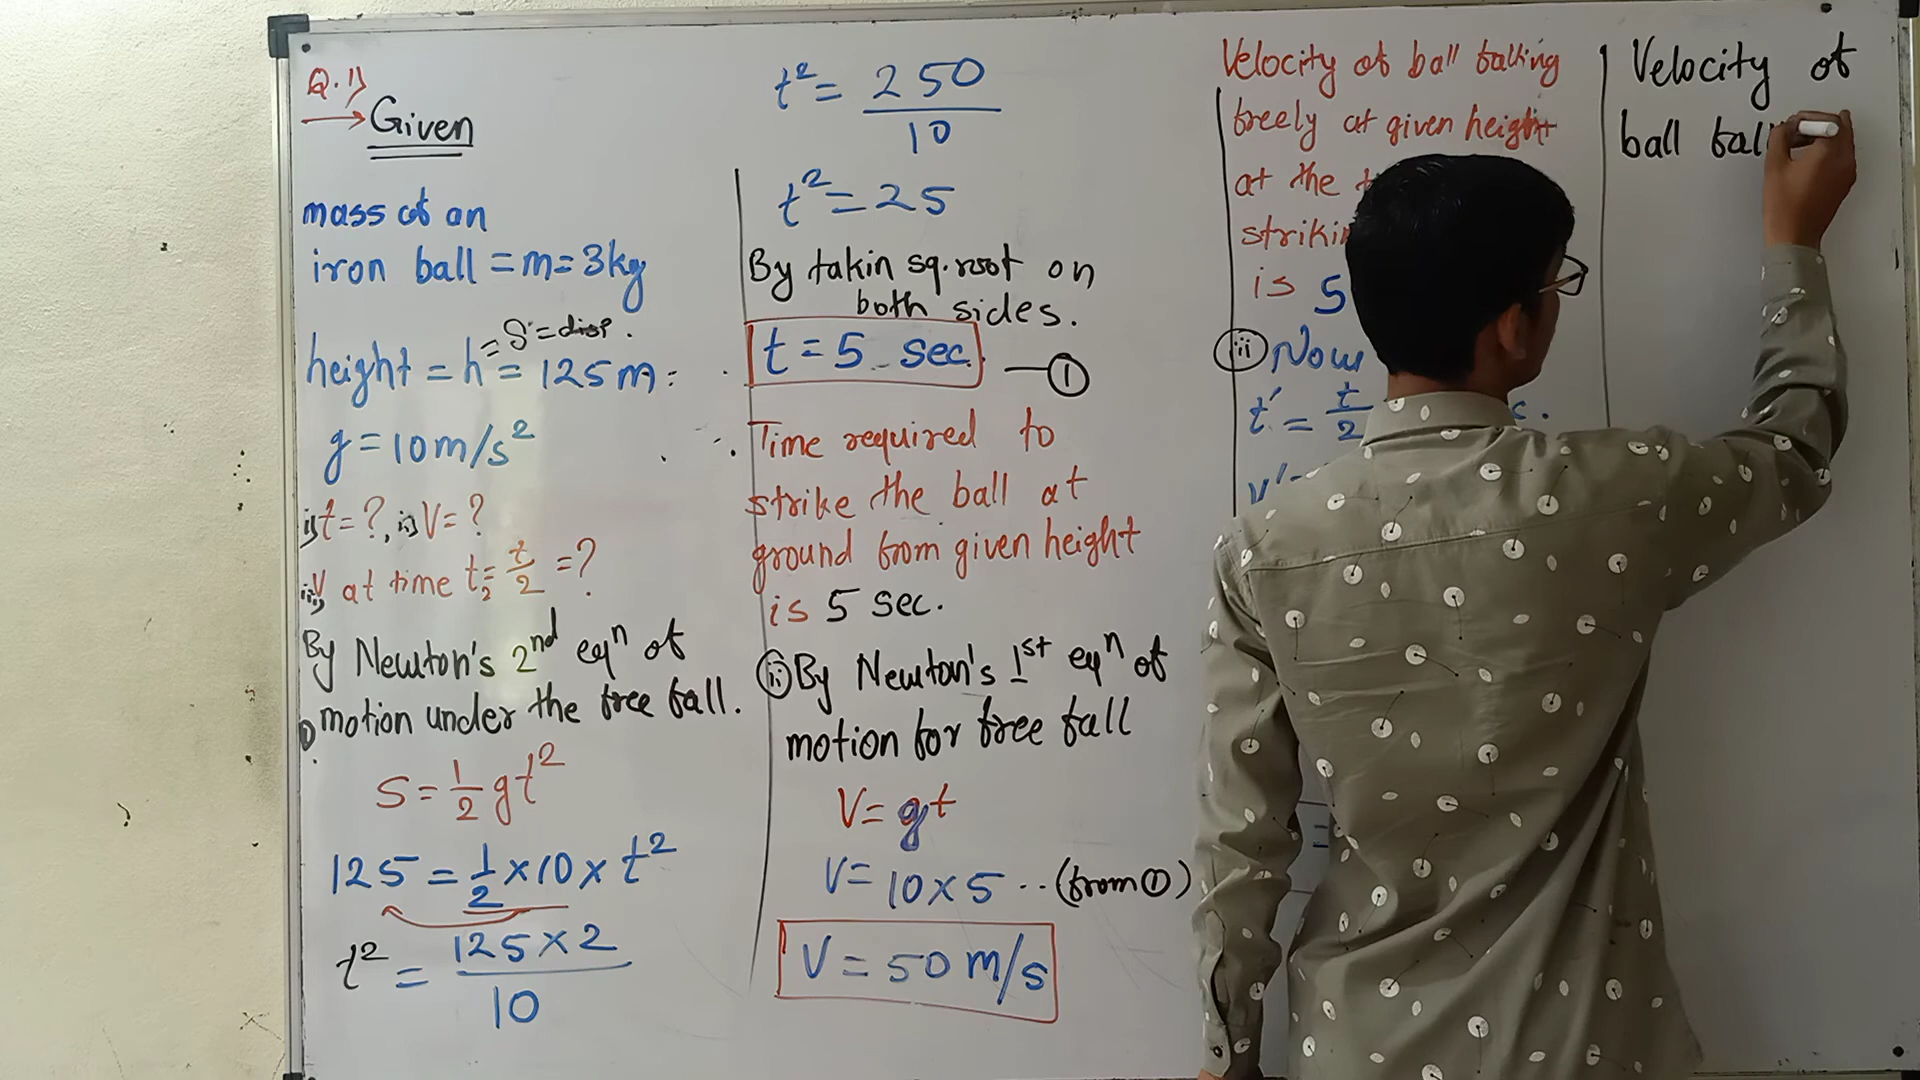 Q.1)
Given
mass of an
iron ball = m = 3kg
= S = disp.
height = h = 125m
g = 10 m/s²
i) t = ?, ii) V = ?
iii) V at time t₂ = t/2 = ?
By Newton's 2nd eqⁿ of
i) motion under the free fall.
S = 1/2 gt²
125 = 1/2 × 10 × t²
t² = 125 × 2 / 10
t² = 250 / 10
t² = 25
By takin sq. root on
both sides.
t = 5 sec. — ①
Time required to
strike the ball at
ground from given height
is 5 sec.
ii) By Newton's 1st eqⁿ of
motion for free fall
V = gt
V = 10 × 5 .. (from ①)
V = 50 m/s
Velocity of ball falling
freely at given height
at the
is 5
iii) Now
t' = t/2
v'
=
Velocity of
ball